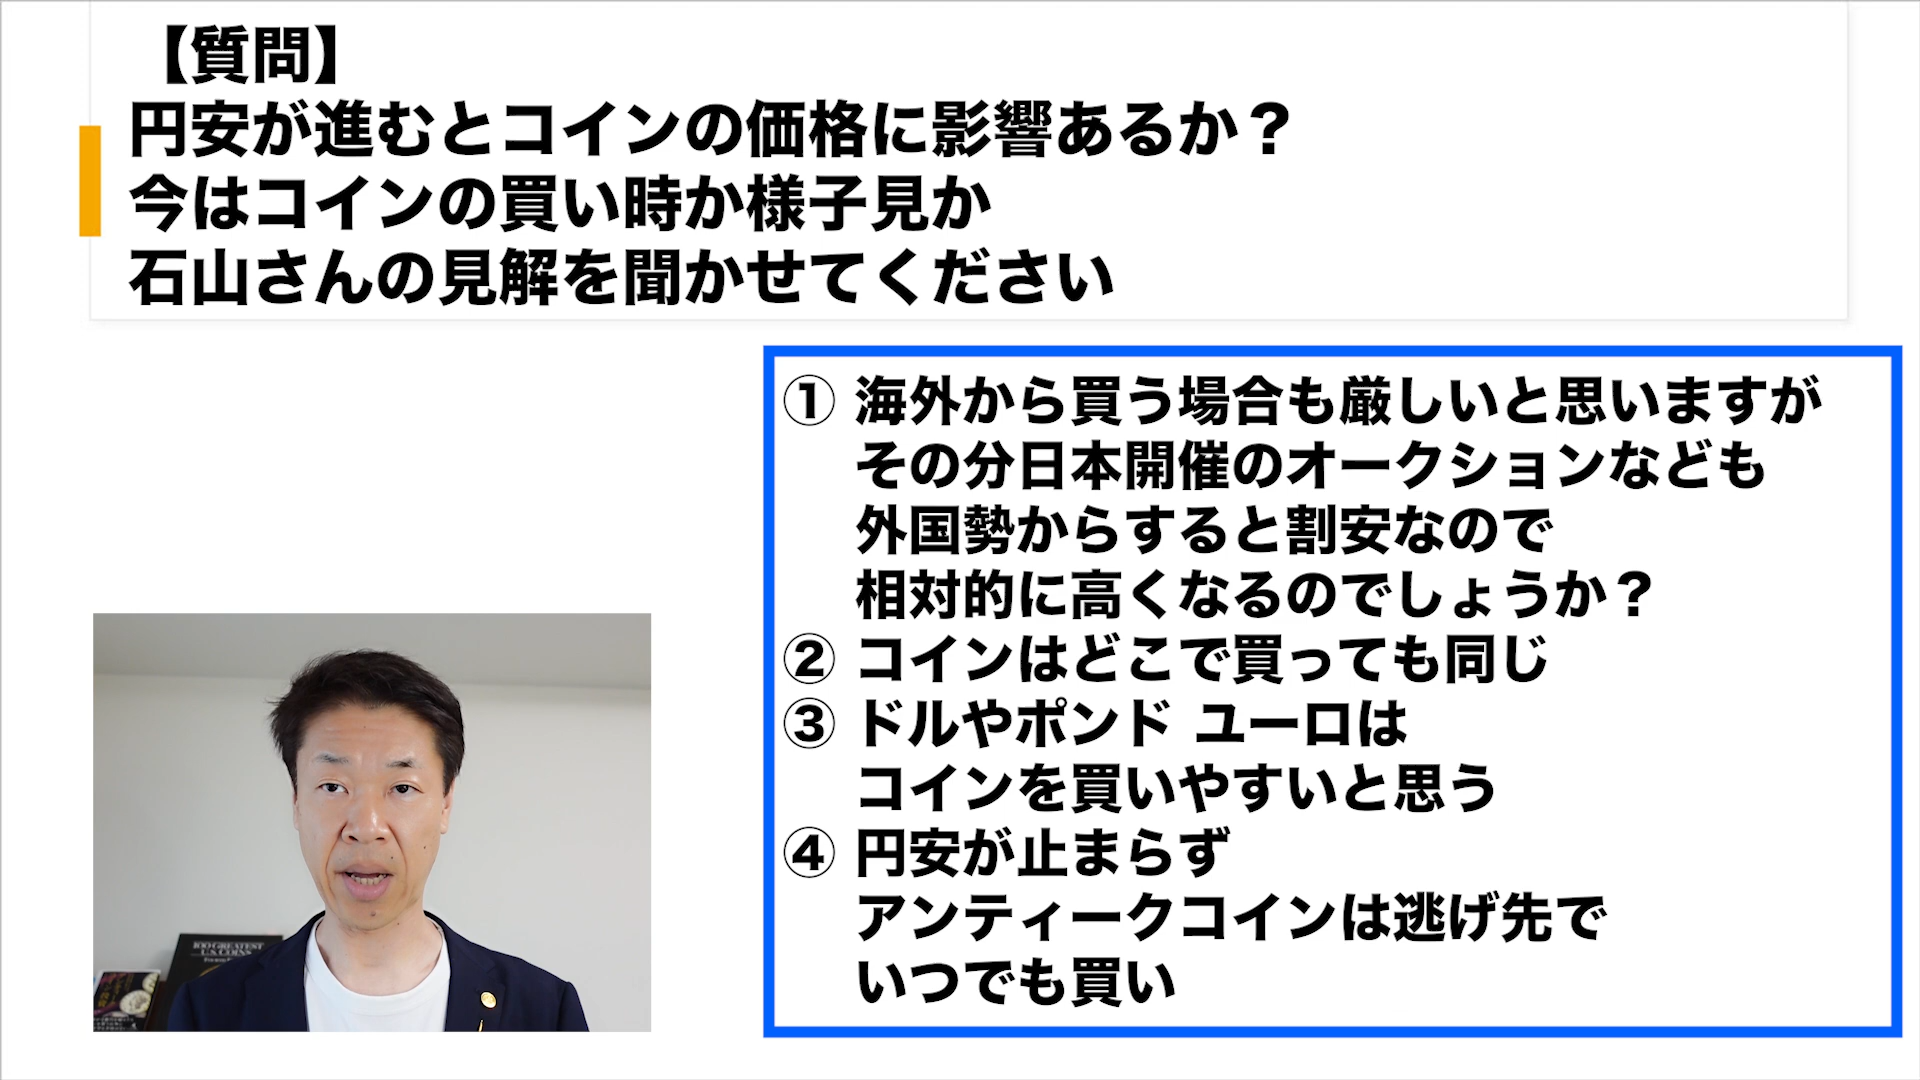 【質問】
円安が進むとコインの価格に影響あるか？
今はコインの買い時か様子見か
石山さんの見解を聞かせてください
① 海外から買う場合も厳しいと思いますが
その分日本開催のオークションなども
外国勢からすると割安なので
相対的に高くなるのでしょうか？
② コインはどこで買っても同じ
③ ドルやポンド ユーロは
コインを買いやすいと思う
④ 円安が止まらず
アンティークコインは逃げ先で
いつでも買い
100 GREATEST
U.S. COINS